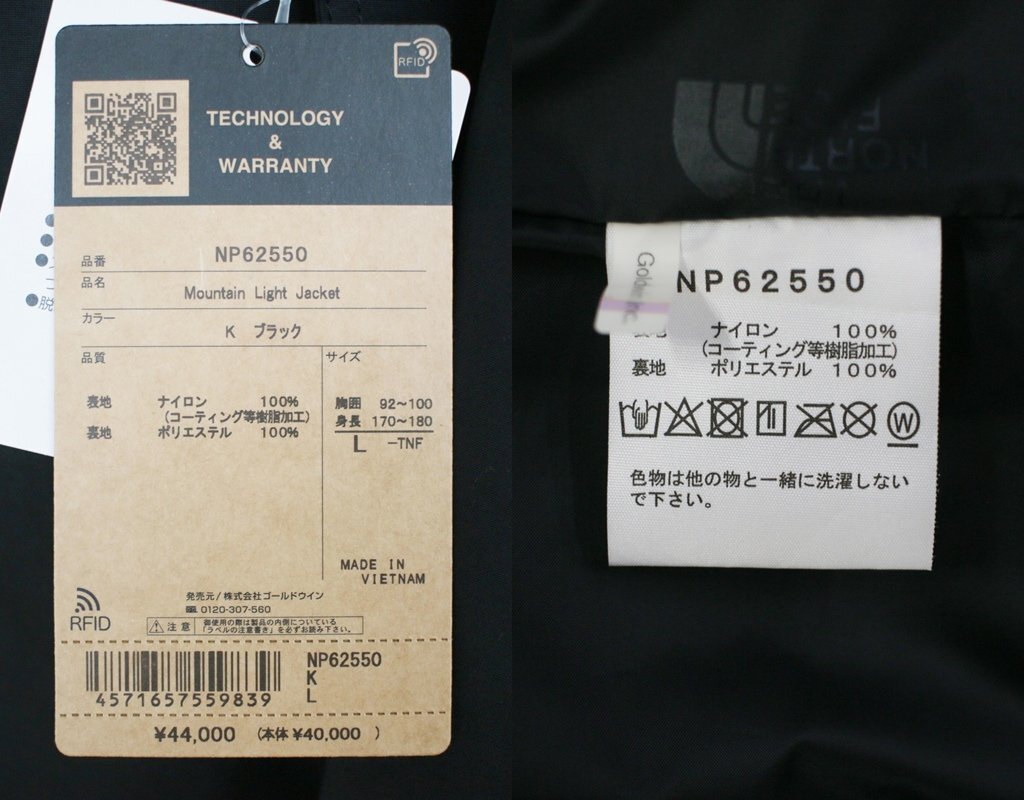 RFID
TECHNOLOGY
&
WARRANTY
品番 NP62550
品名
Mountain Light Jacket
カラー
K ブラック
品質
サイズ
表地 ナイロン 100%
(コーティング等樹脂加工)
裏地 ポリエステル 100%
胸囲 92～100
身長 170～180
L -TNF
MADE IN
VIETNAM
RFID
発売元/株式会社ゴールドウイン
0120-307-560
注意 御使用の際は製品の内側についている
「ラベルの注意書き」を必ずお読み下さい。
4571657559839
NP62550
K
L
¥44,000 (本体 ¥40,000 )
脱
NORTH
NP62550
ナイロン 100%
(コーティング等樹脂加工)
裏地 ポリエステル 100%
W
色物は他の物と一緒に洗濯しない
で下さい。